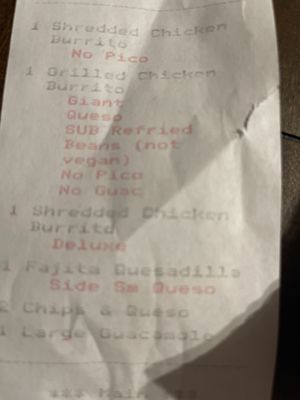 1 Shredded Chicken
Burrito
No Pico
1 Grilled Chicken
Burrito
Giant
Queso
SUB Refried
Beans (not
vegan)
No Pico
No Guac
1 Shredded Chicken
Burrito
Deluxe
1 Fajita Quesadilla
Side Sm Queso
2 Chips & Queso
1 Large Guacamole
*** Main